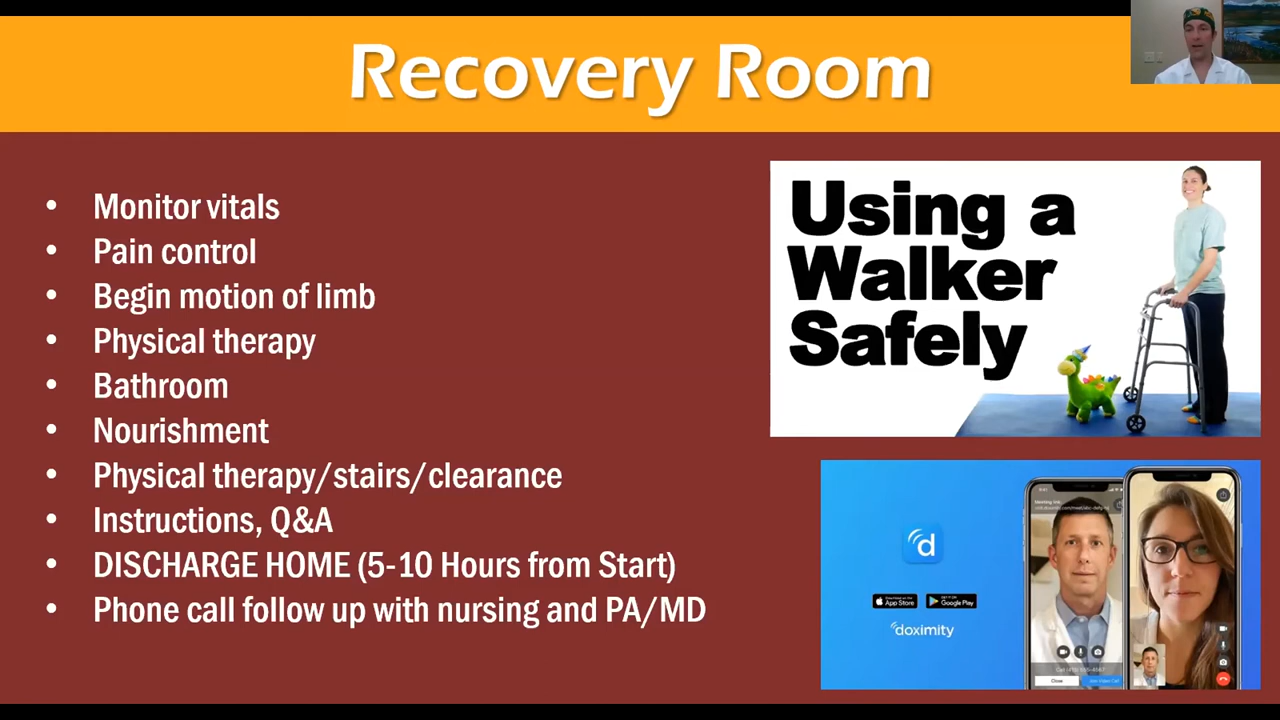 Recovery Room
• Monitor vitals
• Pain control
• Begin motion of limb
• Physical therapy
• Bathroom
• Nourishment
• Physical therapy/stairs/clearance
• Instructions, Q&A
• DISCHARGE HOME (5-10 Hours from Start)
• Phone call follow up with nursing and PA/MD
Using a
Walker
Safely
d
App Store
Google Play
doximity
Close